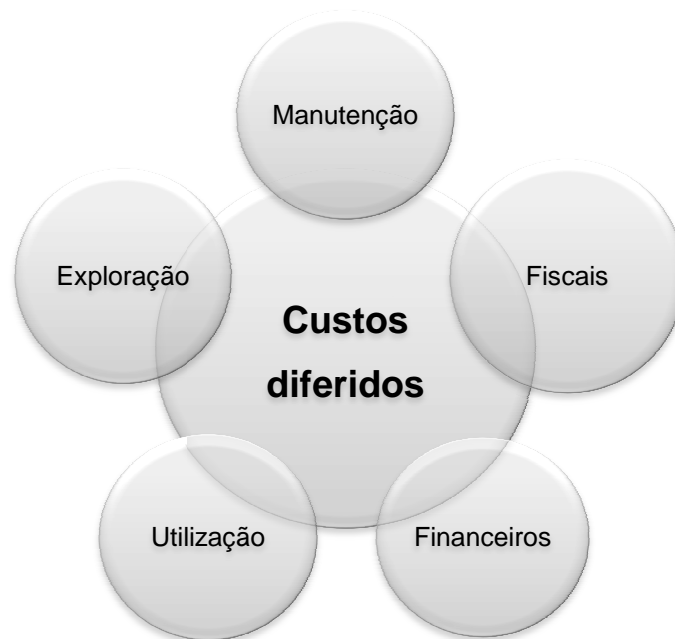 Manutenção
Exploração
Fiscais
Custos
diferidos
Utilização
Financeiros